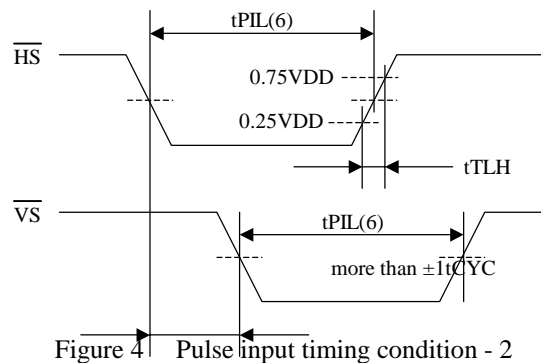 tPIL(6)
HS
0.75VDD
0.25VDD
tTLH
VS
tPIL(6)
more than ±1tCYC
Figure 4 Pulse input timing condition - 2